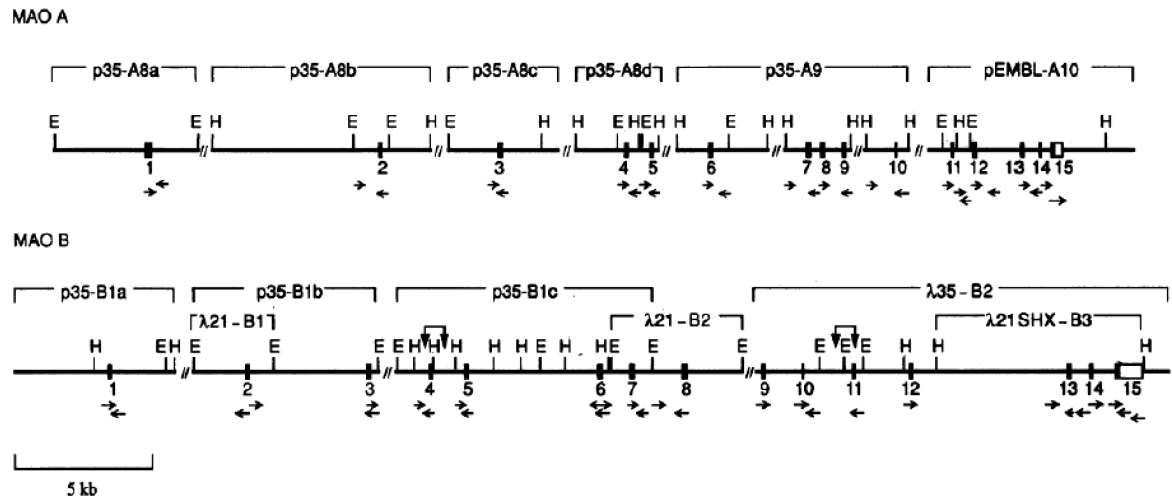 MAO A
p35-A8a p35-A8b p35-A8c p35-A8d p35-A9 pEMBL-A10
E E H E E H E H H E H E H H E H H H H H E H E H
1 2 3 4 5 6 7 8 9 10 11 12 13 14 15
MAO B
p35-B1a p35-B1b p35-B1c λ35-B2
λ21-B1 λ21-B2 λ21SHX-B3
H E H E E E E H H H H H E H H E E E E E E H H H
1 2 3 4 5 6 7 8 9 10 11 12 13 14 15
5 kb